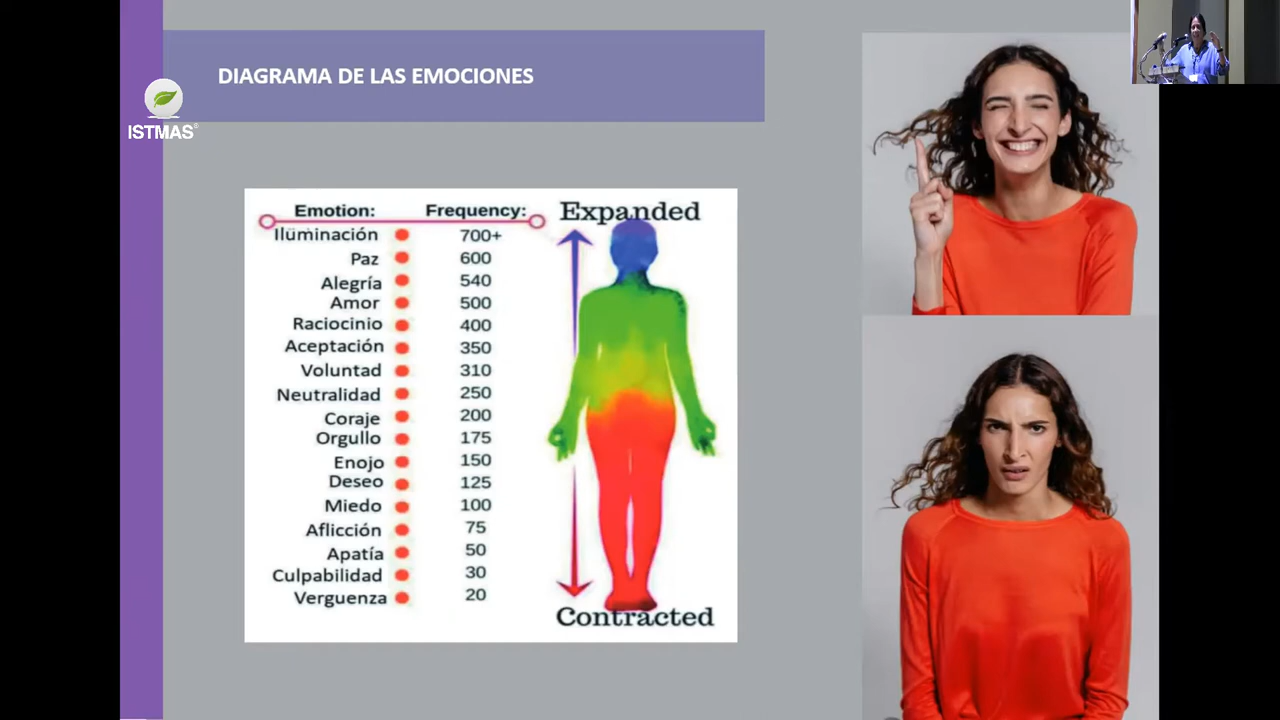 DIAGRAMA DE LAS EMOCIONES
ISTMAS®
Emotion: Frequency: Expanded
Iluminación 700+
Paz 600
Alegría 540
Amor 500
Raciocinio 400
Aceptación 350
Voluntad 310
Neutralidad 250
Coraje 200
Orgullo 175
Enojo 150
Deseo 125
Miedo 100
Aflicción 75
Apatía 50
Culpabilidad 30
Verguenza 20
Contracted